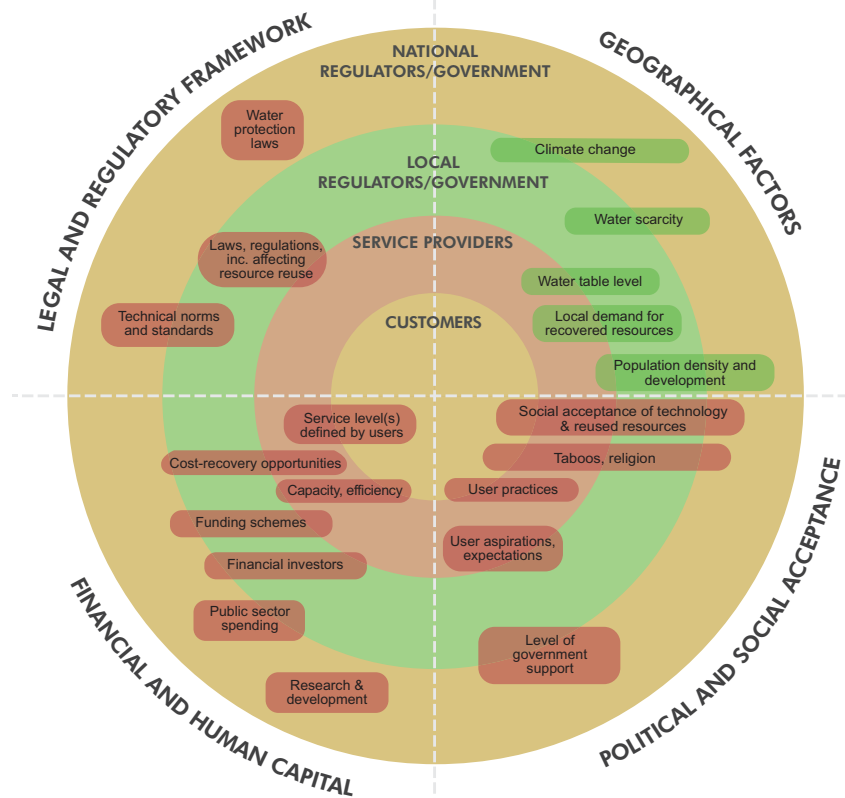 LEGAL AND REGULATORY FRAMEWORK
GEOGRAPHICAL FACTORS
NATIONAL
REGULATORS/GOVERNMENT
LOCAL
REGULATORS/GOVERNMENT
SERVICE PROVIDERS
CUSTOMERS
Water
protection
laws
Laws, regulations,
inc. affecting
resource reuse
Technical norms
and standards
Climate change
Water scarcity
Water table level
Local demand for
recovered resources
Population density and
development
Service level(s)
defined by users
Cost-recovery opportunities
Capacity, efficiency
Funding schemes
Financial investors
Public sector
spending
Research &
development
Social acceptance of technology
& reused resources
Taboos, religion
User practices
User aspirations,
expectations
Level of
government
support
FINANCIAL AND HUMAN CAPITAL
POLITICAL AND SOCIAL ACCEPTANCE